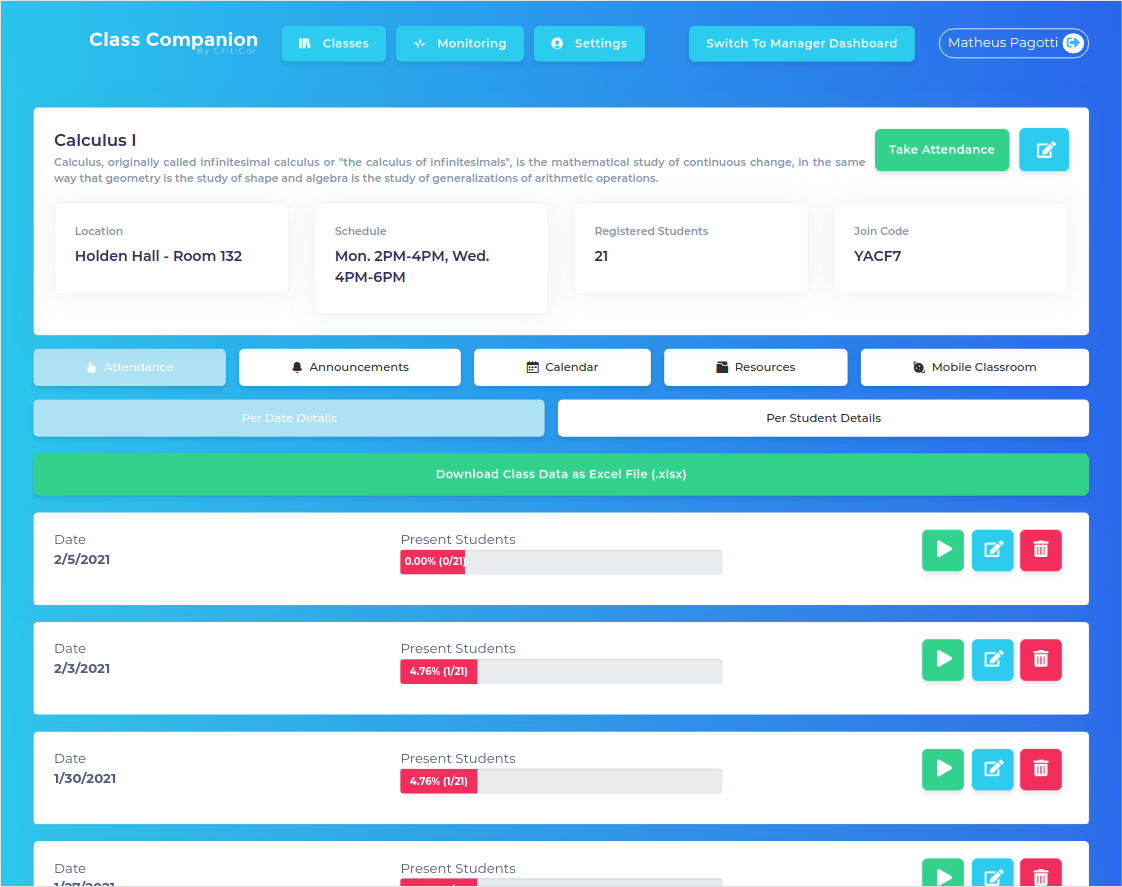 Class Companion
By CritiCol
Classes
Monitoring
Settings
Switch To Manager Dashboard
Matheus Pagotti
Calculus I
Calculus, originally called infinitesimal calculus or "the calculus of infinitesimals", is the mathematical study of continuous change, in the same
way that geometry is the study of shape and algebra is the study of generalizations of arithmetic operations.
Take Attendance
Location
Holden Hall - Room 132
Schedule
Mon. 2PM-4PM, Wed.
4PM-6PM
Registered Students
21
Join Code
YACF7
Attendance
Announcements
Calendar
Resources
Mobile Classroom
Per Date Details
Per Student Details
Download Class Data as Excel File (.xlsx)
Date
2/5/2021
Present Students
0.00% (0/21)
Date
2/3/2021
Present Students
4.76% (1/21)
Date
1/30/2021
Present Students
4.76% (1/21)
Date
Present Students